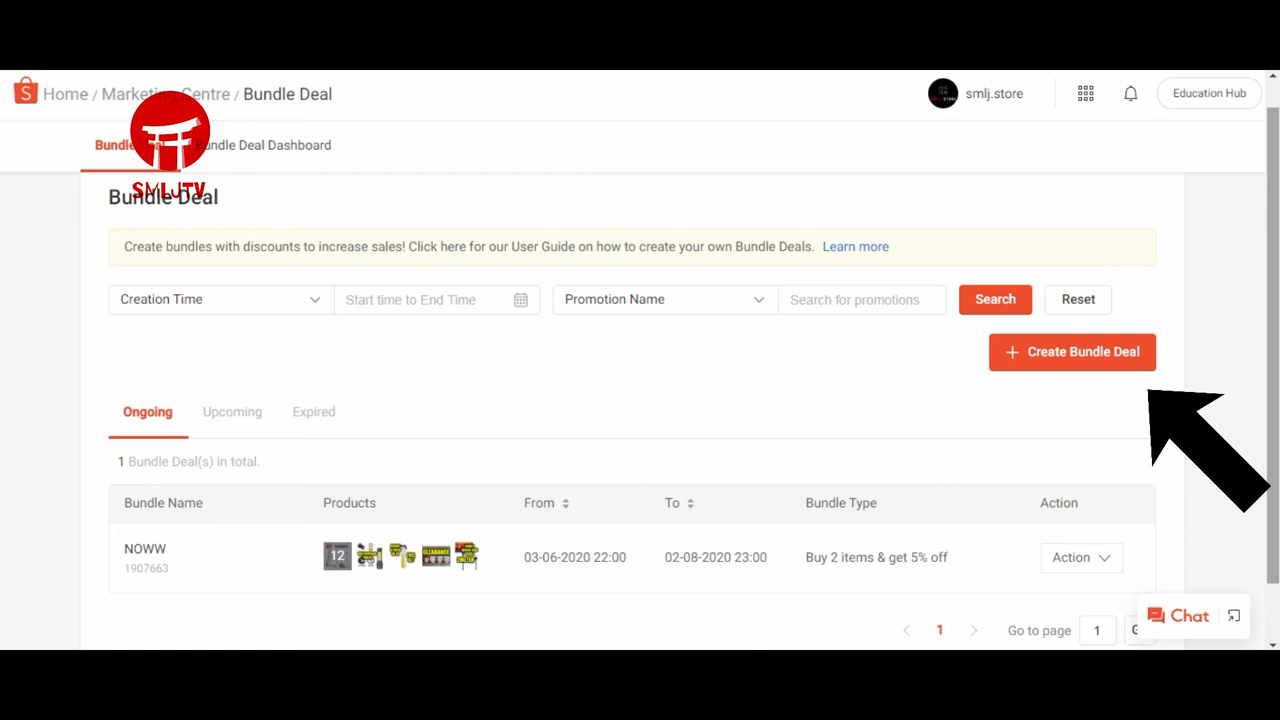 Home / Marketing Centre / Bundle Deal
smlj.store
Education Hub
Bundle Deal
Bundle Deal Dashboard
SMLJTV
Bundle Deal
Create bundles with discounts to increase sales! Click here for our User Guide on how to create your own Bundle Deals. Learn more
Creation Time
Start time to End Time
Promotion Name
Search for promotions
Search
Reset
+ Create Bundle Deal
Ongoing
Upcoming
Expired
1 Bundle Deal(s) in total.
Bundle Name
Products
From
To
Bundle Type
Action
NOWW
1907663
12
CLEARANCE
03-06-2020 22:00
02-08-2020 23:00
Buy 2 items & get 5% off
Action
Chat
1
Go to page
1